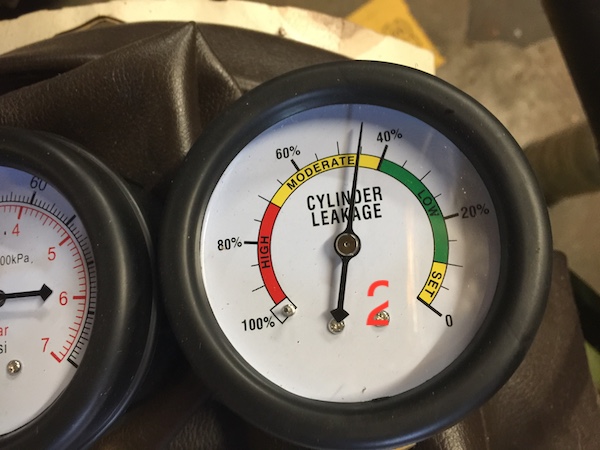 60
4
5
00kPa,
6
7
ar
si
CYLINDER
LEAKAGE
100%
80%
60%
40%
20%
0
HIGH
MODERATE
LOW
SET
2